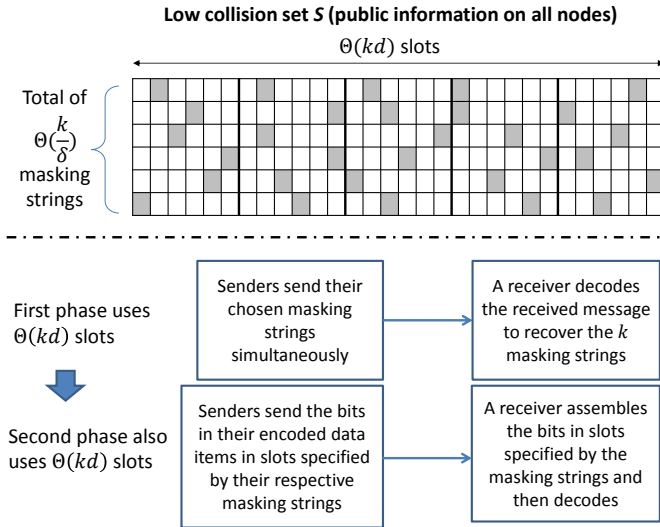 Low collision set S (public information on all nodes)
Θ(kd) slots
Total of
Θ(k/δ)
masking
strings
First phase uses
Θ(kd) slots
Senders send their
chosen masking
strings
simultaneously
A receiver decodes
the received message
to recover the k
masking strings
Second phase also
uses Θ(kd) slots
Senders send the bits
in their encoded data
items in slots specified
by their respective
masking strings
A receiver assembles
the bits in slots
specified by the
masking strings and
then decodes